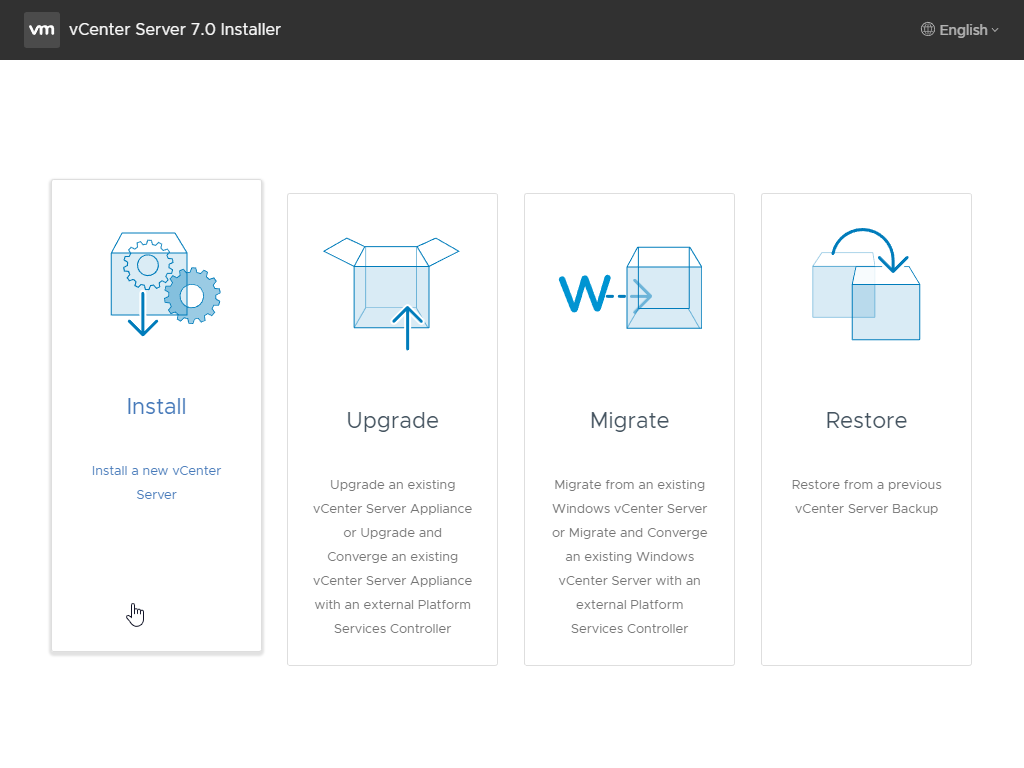 vm vCenter Server 7.0 Installer
English
Install
Install a new vCenter
Server
Upgrade
Upgrade an existing
vCenter Server Appliance
or Upgrade and
Converge an existing
vCenter Server Appliance
with an external Platform
Services Controller
W
Migrate
Migrate from an existing
Windows vCenter Server
or Migrate and Converge
an existing Windows
vCenter Server with an
external Platform
Services Controller
Restore
Restore from a previous
vCenter Server Backup